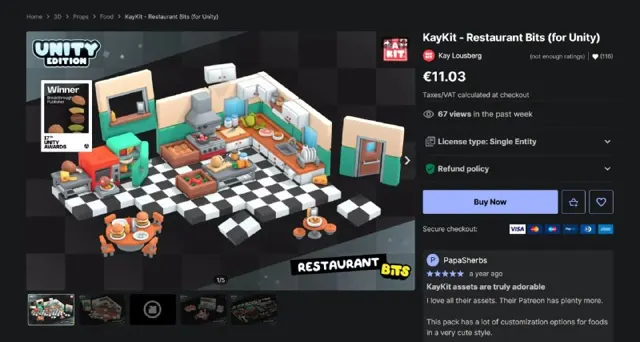 Home > 3D > Props > Food > KayKit - Restaurant Bits (for Unity)
UNITY
EDITION
Winner
Breakthrough
Publisher
17th
UNITY
AWARDS
KAY
KIT
RESTAURANT BITS
1/5
KayKit - Restaurant Bits (for Unity)
Kay Lousberg
(not enough ratings) | (116)
€11.03
Taxes/VAT calculated at checkout
67 views in the past week
License type: Single Entity
Refund policy
Buy Now
Secure checkout:
VISA
P
PapaSherbs
a year ago
KayKit assets are truly adorable
I love all their assets. Their Patreon has plenty more.
This pack has a lot of customization options for foods
in a very cute style.